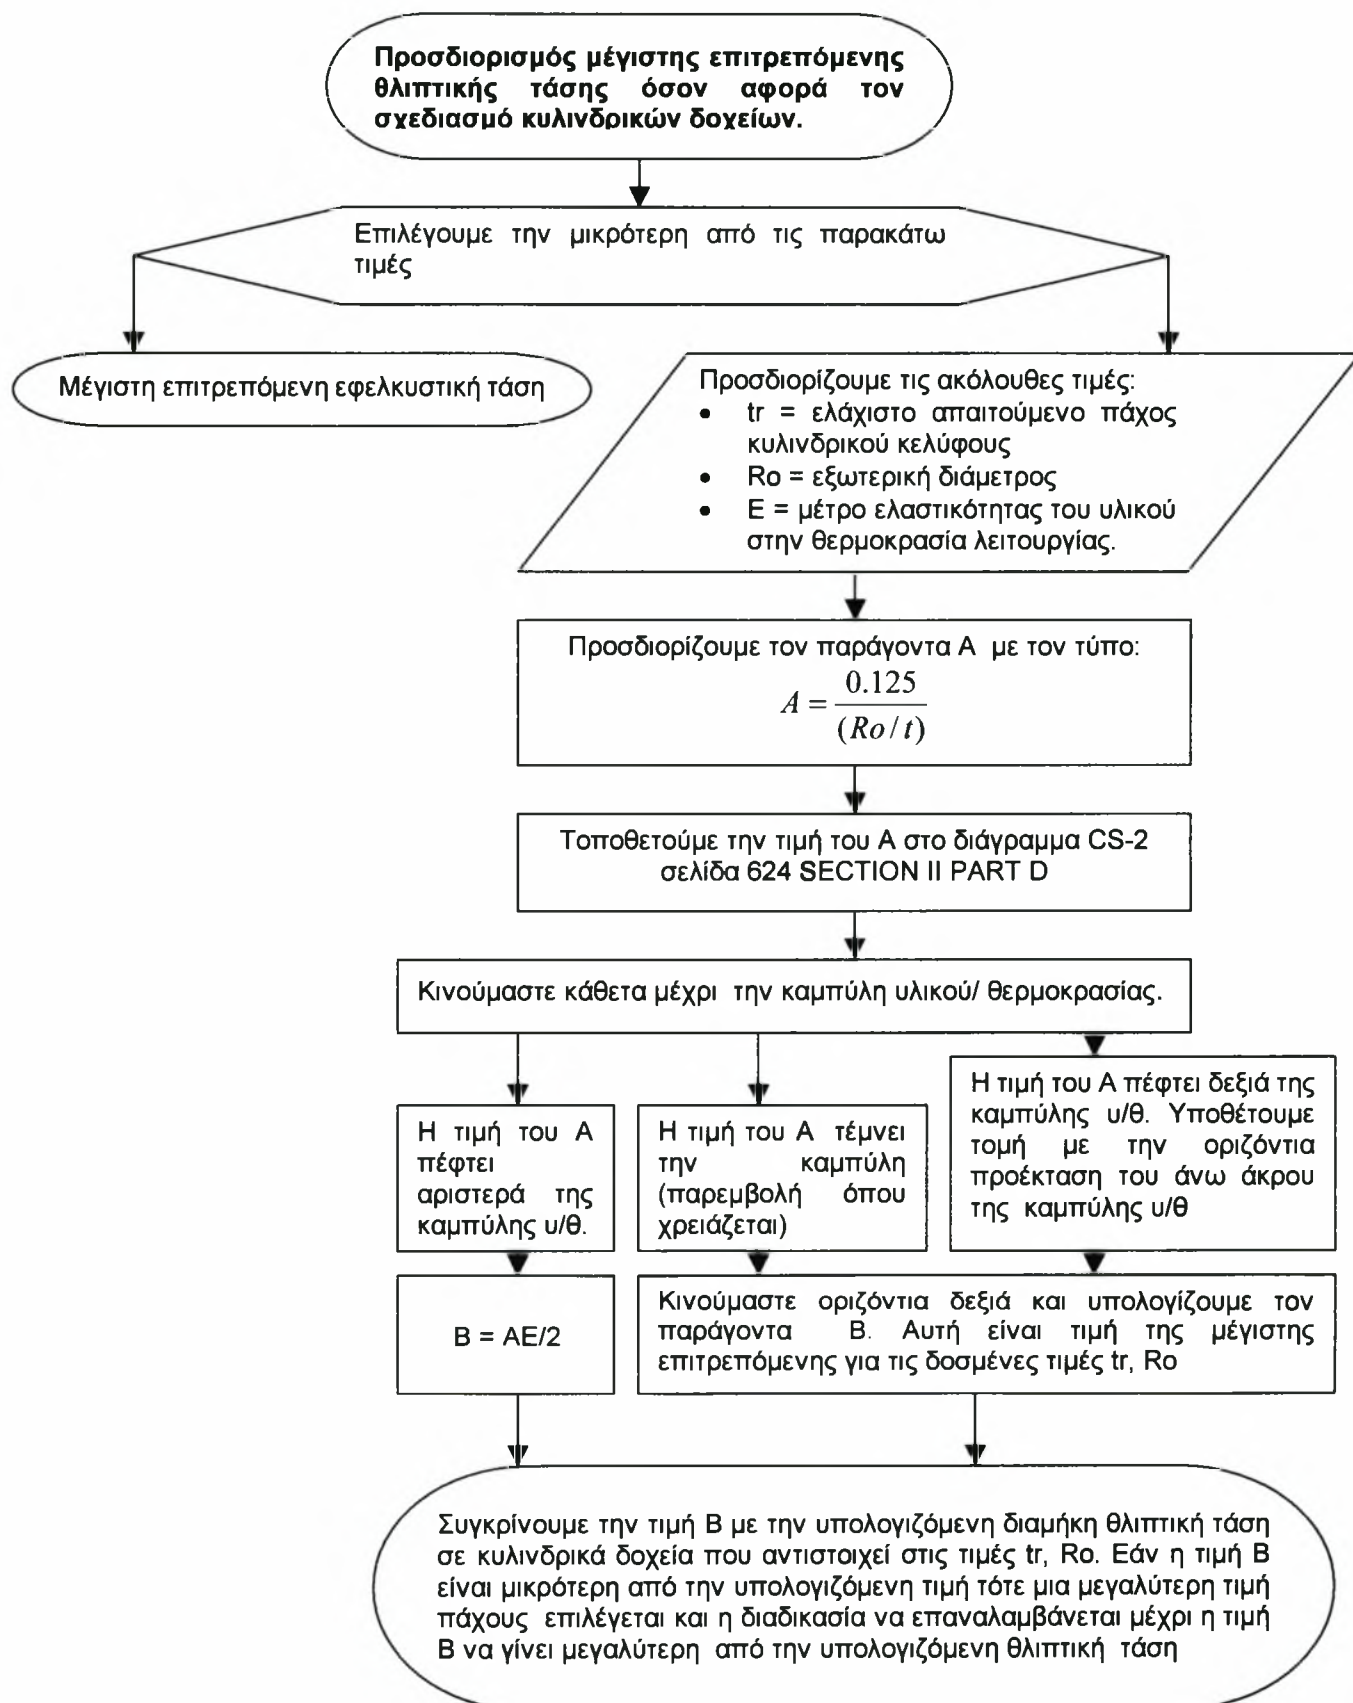 Προσδιορισμός μέγιστης επιτρεπόμενης
θλιπτικής τάσης όσον αφορά τον
σχεδιασμό κυλινδρικών δοχείων.
Επιλέγουμε την μικρότερη από τις παρακάτω
τιμές
Μέγιστη επιτρεπόμενη εφελκυστική τάση
Προσδιορίζουμε τις ακόλουθες τιμές:
• tr = ελάχιστο απαιτούμενο πάχος
κυλινδρικού κελύφους
• Ro = εξωτερική διάμετρος
• E = μέτρο ελαστικότητας του υλικού
στην θερμοκρασία λειτουργίας.
Προσδιορίζουμε τον παράγοντα Α με τον τύπο:
A = 0.125 / (Ro/t)
Τοποθετούμε την τιμή του Α στο διάγραμμα CS-2
σελίδα 624 SECTION II PART D
Κινούμαστε κάθετα μέχρι την καμπύλη υλικού/ θερμοκρασίας.
Η τιμή του Α
πέφτει
αριστερά της
καμπύλης υ/θ.
Η τιμή του Α τέμνει
την καμπύλη
(παρεμβολή όπου
χρειάζεται)
Η τιμή του Α πέφτει δεξιά της
καμπύλης υ/θ. Υποθέτουμε
τομή με την οριζόντια
προέκταση του άνω άκρου
της καμπύλης υ/θ
B = AE/2
Κινούμαστε οριζόντια δεξιά και υπολογίζουμε τον
παράγοντα Β. Αυτή είναι τιμή της μέγιστης
επιτρεπόμενης για τις δοσμένες τιμές tr, Ro
Συγκρίνουμε την τιμή Β με την υπολογιζόμενη διαμήκη θλιπτική τάση
σε κυλινδρικά δοχεία που αντιστοιχεί στις τιμές tr, Ro. Εάν η τιμή Β
είναι μικρότερη από την υπολογιζόμενη τιμή τότε μια μεγαλύτερη τιμή
πάχους επιλέγεται και η διαδικασία να επαναλαμβάνεται μέχρι η τιμή
Β να γίνει μεγαλύτερη από την υπολογιζόμενη θλιπτική τάση